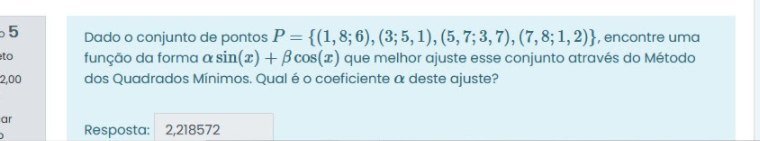 o 5
Dado o conjunto de pontos P = {(1,8;6),(3;5,1),(5,7;3,7),(7,8;1,2)}, encontre uma
eto
função da forma α sin(x) + β cos(x) que melhor ajuste esse conjunto através do Método
2,00
dos Quadrados Mínimos. Qual é o coeficiente α deste ajuste?
ar
o
Resposta: 2,218572